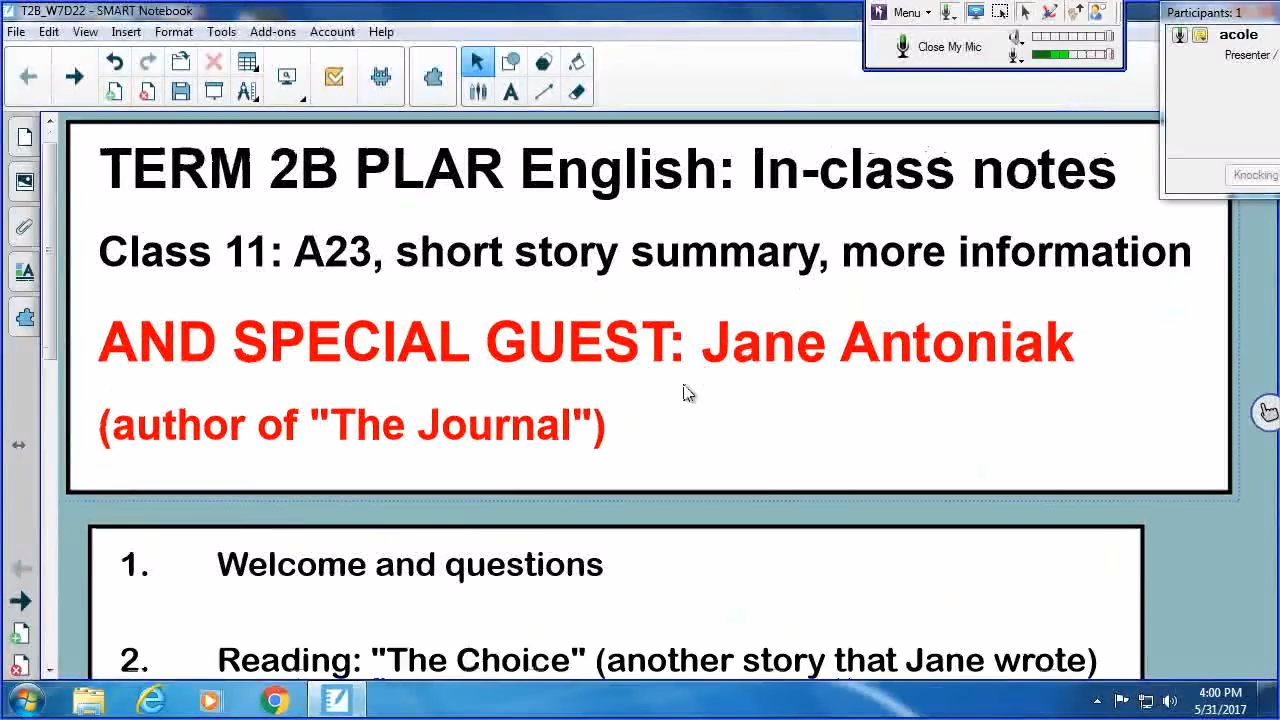 T2B_W7D22 - SMART Notebook
Menu
Close My Mic
Participants: 1
acole
Presenter /
Knocking
File Edit View Insert Format Tools Add-ons Account Help
TERM 2B PLAR English: In-class notes
Class 11: A23, short story summary, more information
AND SPECIAL GUEST: Jane Antoniak
(author of "The Journal")
1. Welcome and questions
2. Reading: "The Choice" (another story that Jane wrote)
4:00 PM
5/31/2017